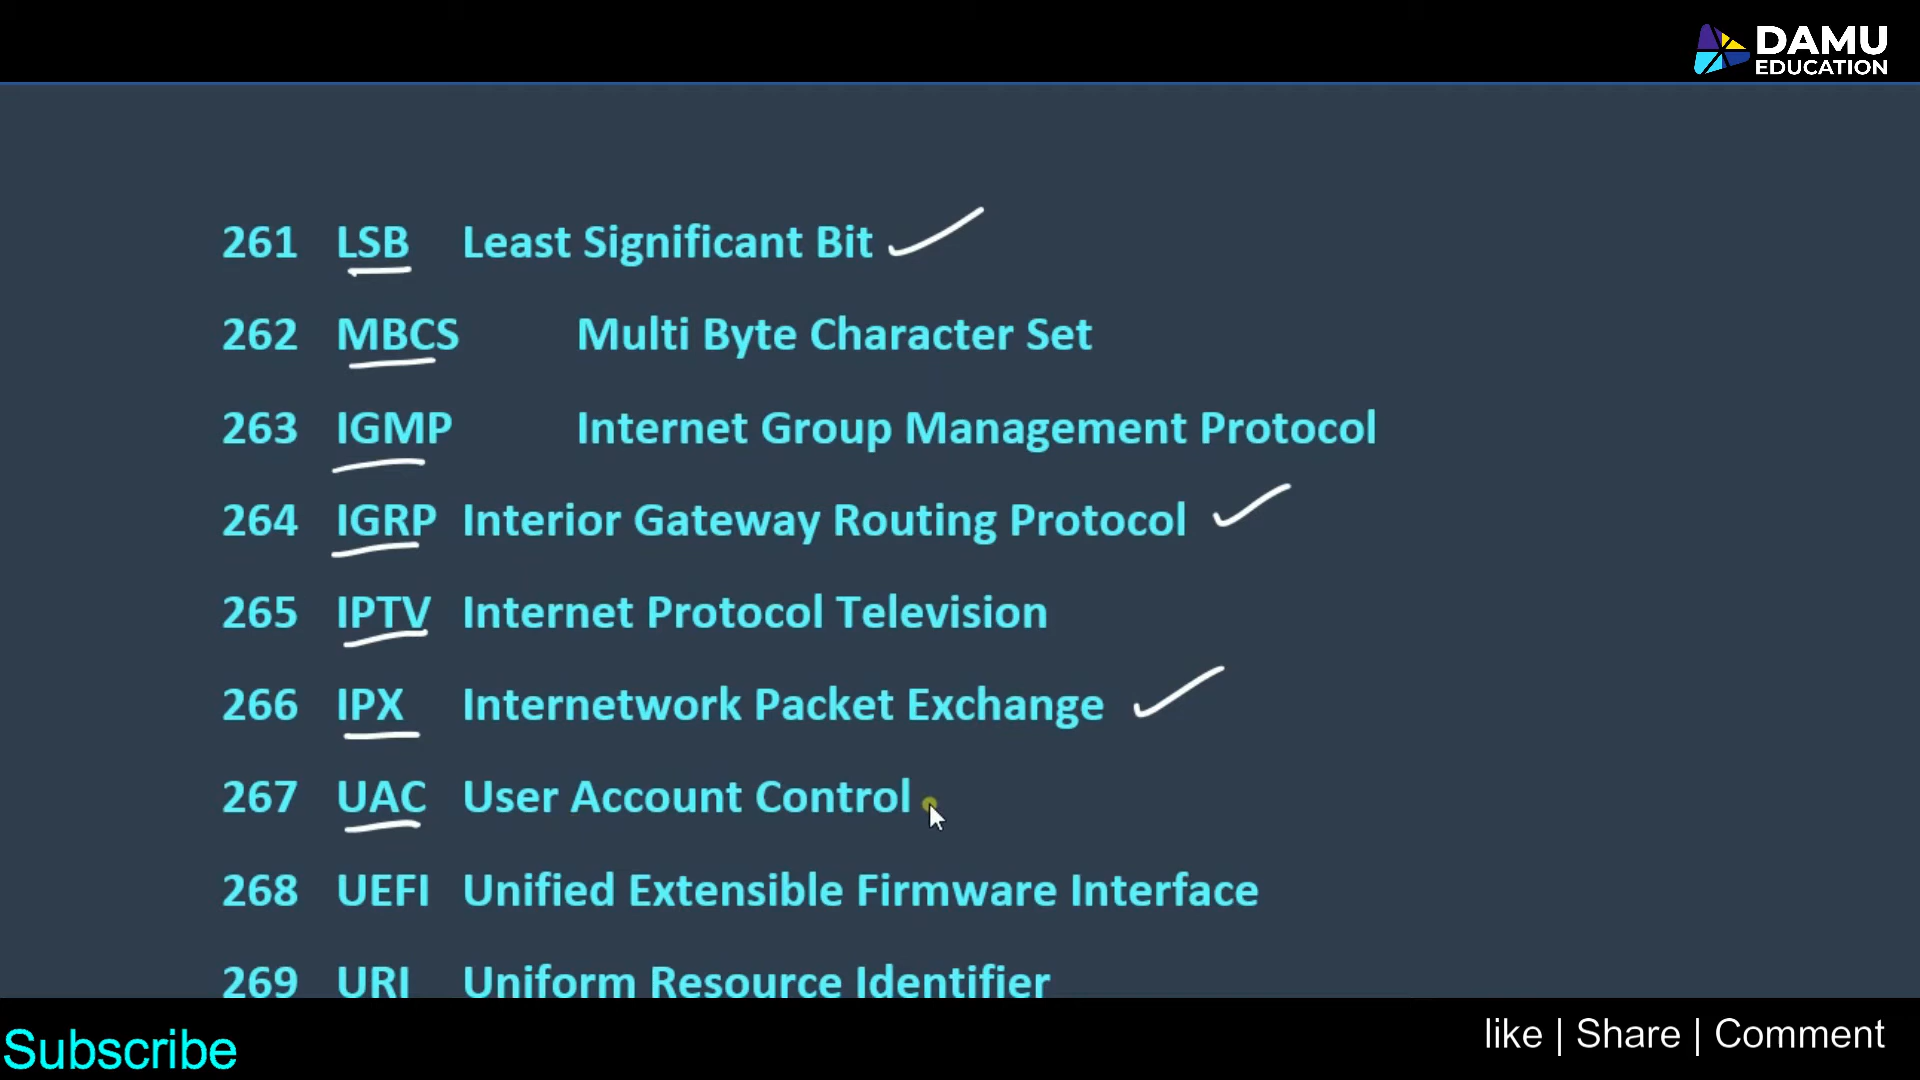 DAMU
EDUCATION
261 LSB Least Significant Bit
262 MBCS Multi Byte Character Set
263 IGMP Internet Group Management Protocol
264 IGRP Interior Gateway Routing Protocol
265 IPTV Internet Protocol Television
266 IPX Internetwork Packet Exchange
267 UAC User Account Control
268 UEFI Unified Extensible Firmware Interface
269 URI Uniform Resource Identifier
Subscribe
like | Share | Comment